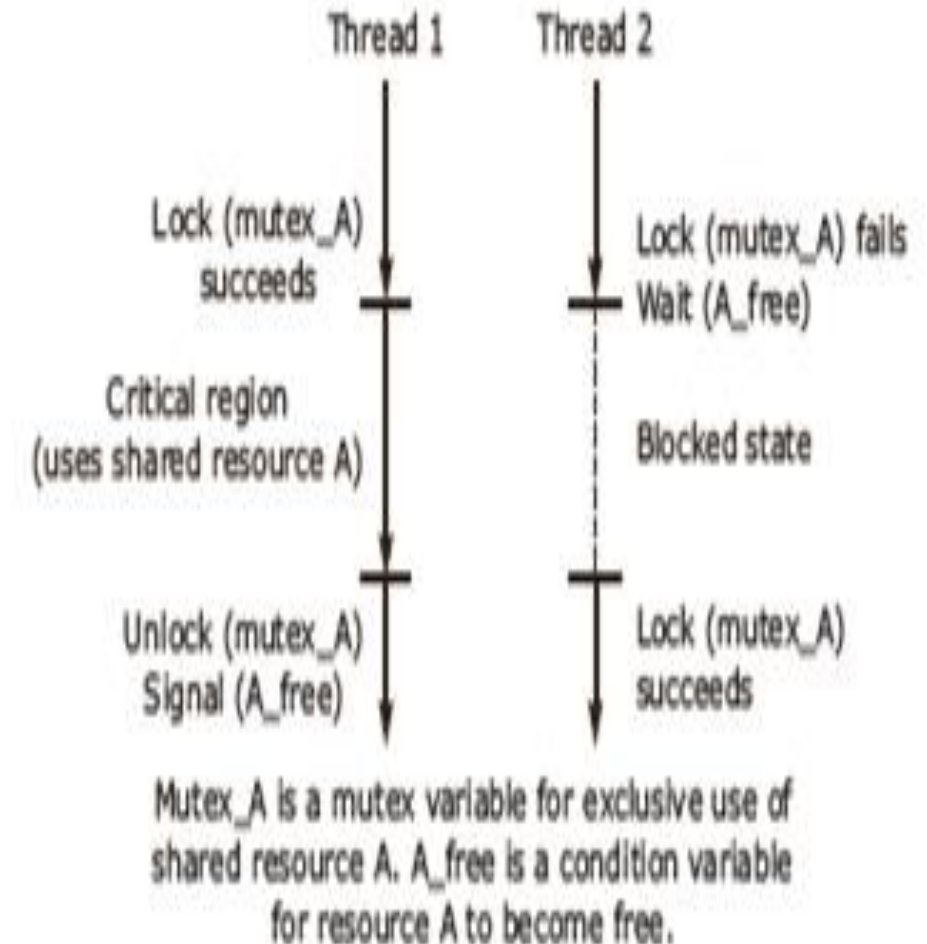 Thread 1
Thread 2
Lock (mutex_A)
succeeds
Lock (mutex_A) fails
Wait (A_free)
Critical region
(uses shared resource A)
Blocked state
Unlock (mutex_A)
Signal (A_free)
Lock (mutex_A)
succeeds
Mutex_A is a mutex variable for exclusive use of
shared resource A. A_free is a condition variable
for resource A to become free.